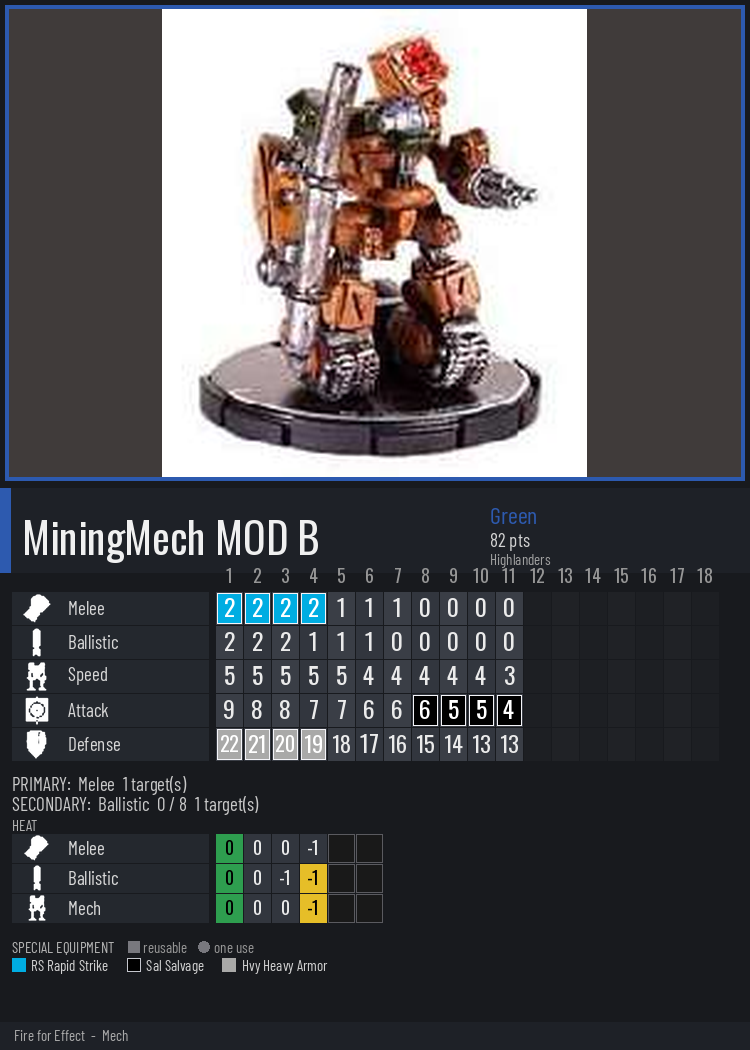 MiningMech MOD B
Green
82 pts
Highlanders
1 2 3 4 5 6 7 8 9 10 11 12 13 14 15 16 17 18
Melee 2 2 2 2 1 1 1 0 0 0 0
Ballistic 2 2 2 1 1 1 0 0 0 0 0
Speed 5 5 5 5 5 4 4 4 4 4 3
Attack 9 8 8 7 7 6 6 6 5 5 4
Defense 22 21 20 19 18 17 16 15 14 13 13
PRIMARY: Melee 1 target(s)
SECONDARY: Ballistic 0 / 8 1 target(s)
HEAT
Melee 0 0 0 -1
Ballistic 0 0 -1 -1
Mech 0 0 0 -1
SPECIAL EQUIPMENT reusable one use
RS Rapid Strike Sal Salvage Hvy Heavy Armor
Fire for Effect - Mech